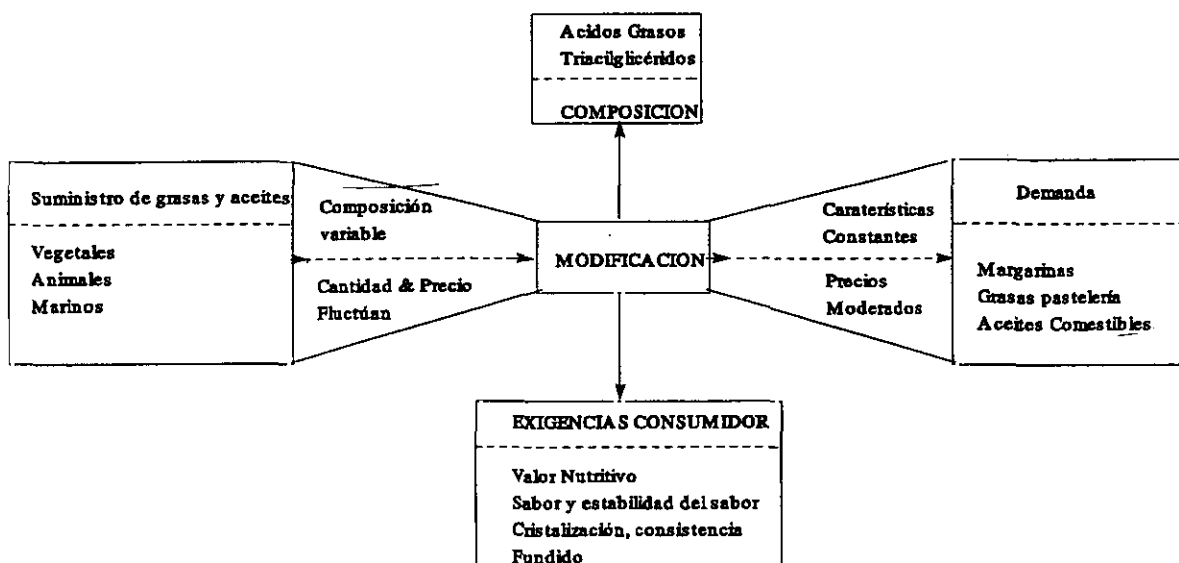 Acidos Grasos
Triacilglicéridos
COMPOSICION
Suministro de grasas y aceites
Vegetales
Animales
Marinos
Composición
variable
Cantidad & Precio
Fluctúan
MODIFICACION
Caraterísticas
Constantes
Precios
Moderados
Demanda
Margarinas
Grasas pastelería
Aceites Comestibles
EXIGENCIAS CONSUMIDOR
Valor Nutritivo
Sabor y estabilidad del sabor
Cristalización, consistencia
Fundido